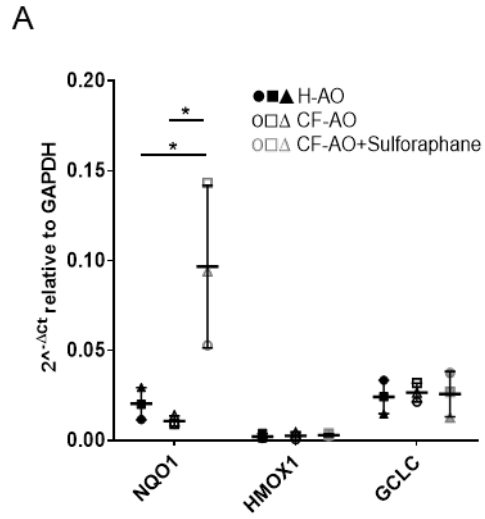 A
0.20
●■▲ H-AO
○□△ CF-AO
○□△ CF-AO+Sulforaphane
*
*
0.15
0.10
0.05
0.00
2^-ΔCt relative to GAPDH
NQO1
HMOX1
GCLC